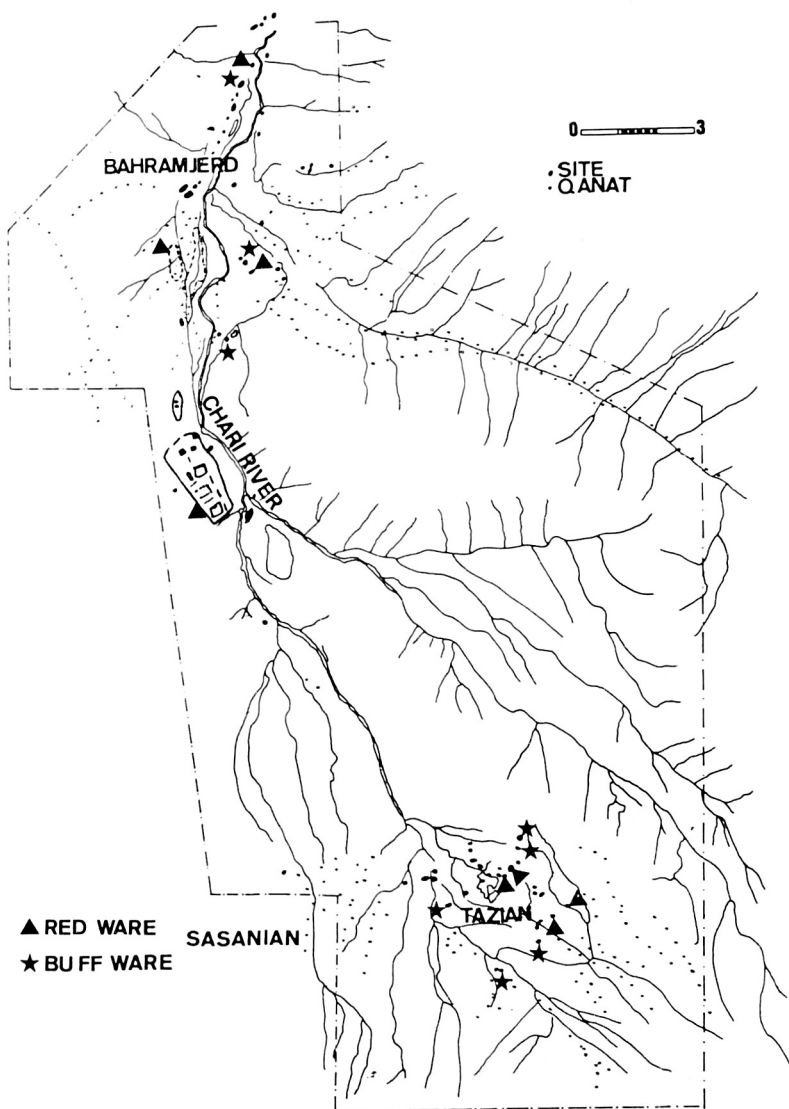 0 3
SITE
QANAT
BAHRAMJERD
CHARI RIVER
TAZIAN
RED WARE
SASANIAN
BUFF WARE